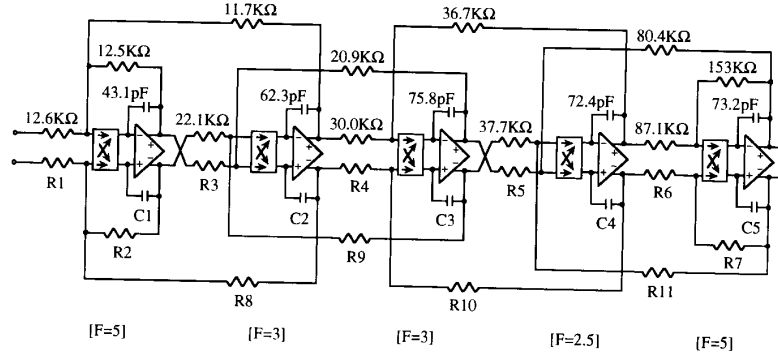 11.7KΩ
36.7KΩ
12.5KΩ
20.9KΩ
80.4KΩ
153KΩ
43.1pF
62.3pF
75.8pF
72.4pF
73.2pF
12.6KΩ
22.1KΩ
30.0KΩ
37.7KΩ
87.1KΩ
R1
R3
R4
R5
R6
C1
C2
C3
C4
C5
R2
R9
R7
R8
R10
R11
[F=5]
[F=3]
[F=3]
[F=2.5]
[F=5]